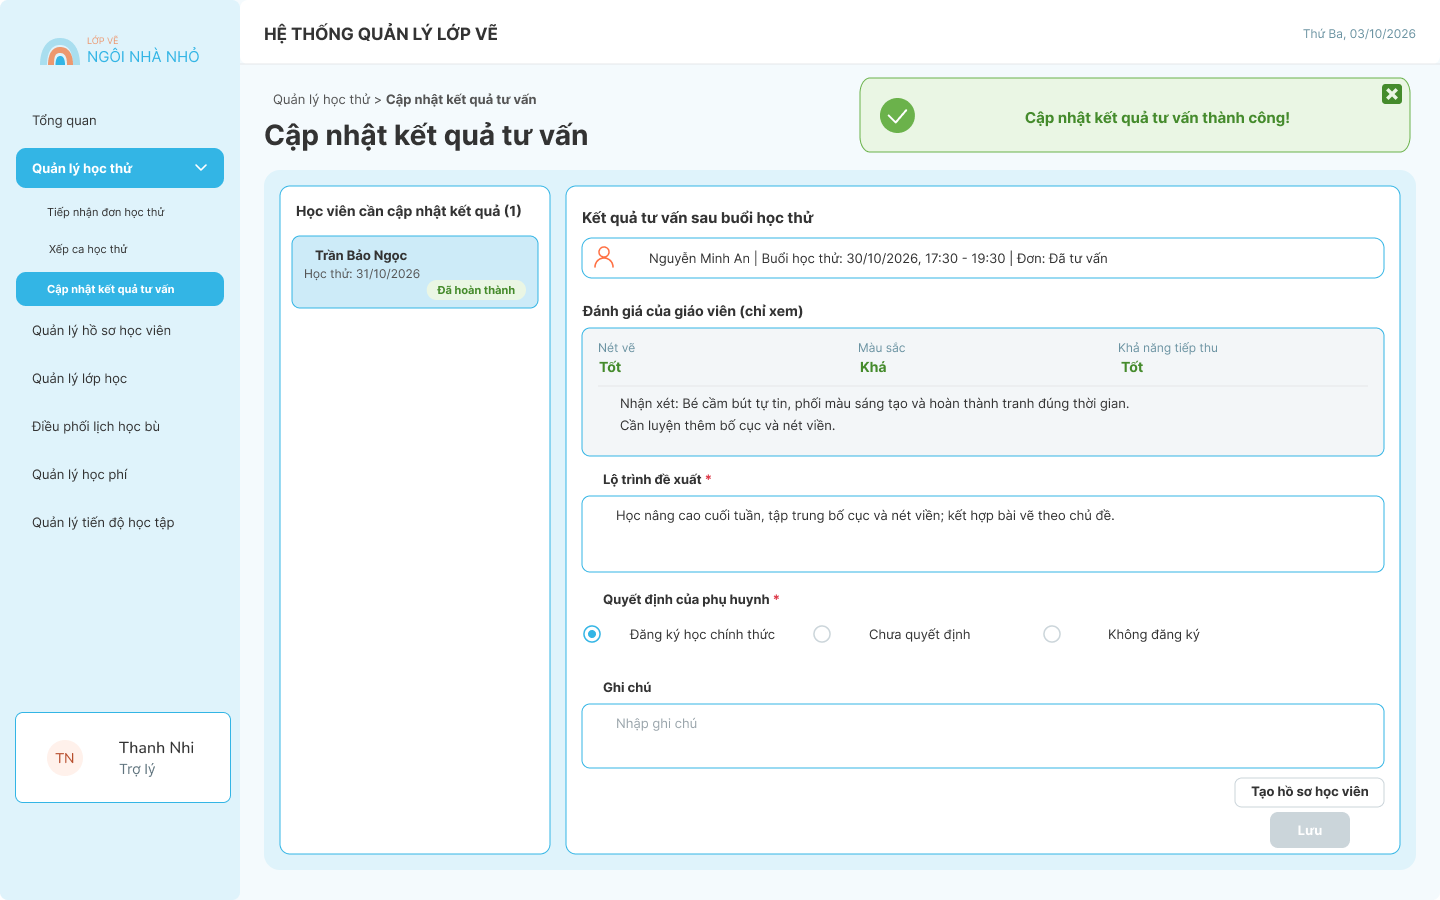 LỚP VẼ
NGÔI NHÀ NHỎ
Tổng quan
Quản lý học thử
Tiếp nhận đơn học thử
Xếp ca học thử
Cập nhật kết quả tư vấn
Quản lý hồ sơ học viên
Quản lý lớp học
Điều phối lịch học bù
Quản lý học phí
Quản lý tiến độ học tập
TN
Thanh Nhi
Trợ lý
HỆ THỐNG QUẢN LÝ LỚP VẼ
Thứ Ba, 03/10/2026
Quản lý học thử > Cập nhật kết quả tư vấn
Cập nhật kết quả tư vấn
Cập nhật kết quả tư vấn thành công!
Học viên cần cập nhật kết quả (1)
Trần Bảo Ngọc
Học thử: 31/10/2026
Đã hoàn thành
Kết quả tư vấn sau buổi học thử
Nguyễn Minh An | Buổi học thử: 30/10/2026, 17:30 - 19:30 | Đơn: Đã tư vấn
Đánh giá của giáo viên (chỉ xem)
Nét vẽ
Màu sắc
Khả năng tiếp thu
Tốt
Khá
Tốt
Nhận xét: Bé cầm bút tự tin, phối màu sáng tạo và hoàn thành tranh đúng thời gian.
Cần luyện thêm bố cục và nét viền.
Lộ trình đề xuất *
Học nâng cao cuối tuần, tập trung bố cục và nét viền; kết hợp bài vẽ theo chủ đề.
Quyết định của phụ huynh *
Đăng ký học chính thức
Chưa quyết định
Không đăng ký
Ghi chú
Nhập ghi chú
Tạo hồ sơ học viên
Lưu